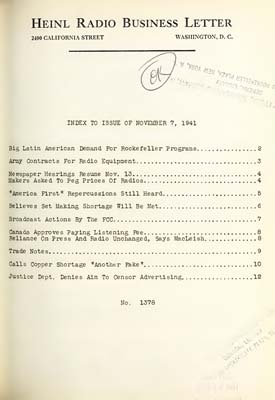 HEINL RADIO BUSINESS LETTER
2400 CALIFORNIA STREET WASHINGTON, D. C.
INDEX TO ISSUE OF NOVEMBER 7, 1941
Big Latin American Demand For Rockefeller Programs.............2
Army Contracts For Radio Equipment.............3
Newspaper Hearings Resume Nov. 13.............4
Makers Asked To Peg Prices Of Radios.............4
"America First" Repercussions Still Heard.............5
Believes Set Making Shortage Will Be Met.............6
Broadcast Actions By The FCC.............7
Canada Approves Paying Listening Fee.............8
Reliance On Press And Radio Unchanged, Says MacLeish.............8
Trade Notes.............9
Calls Copper Shortage "Another Fake".............10
Justice Dept. Denies Aim To Censor Advertising.............12
No. 1378